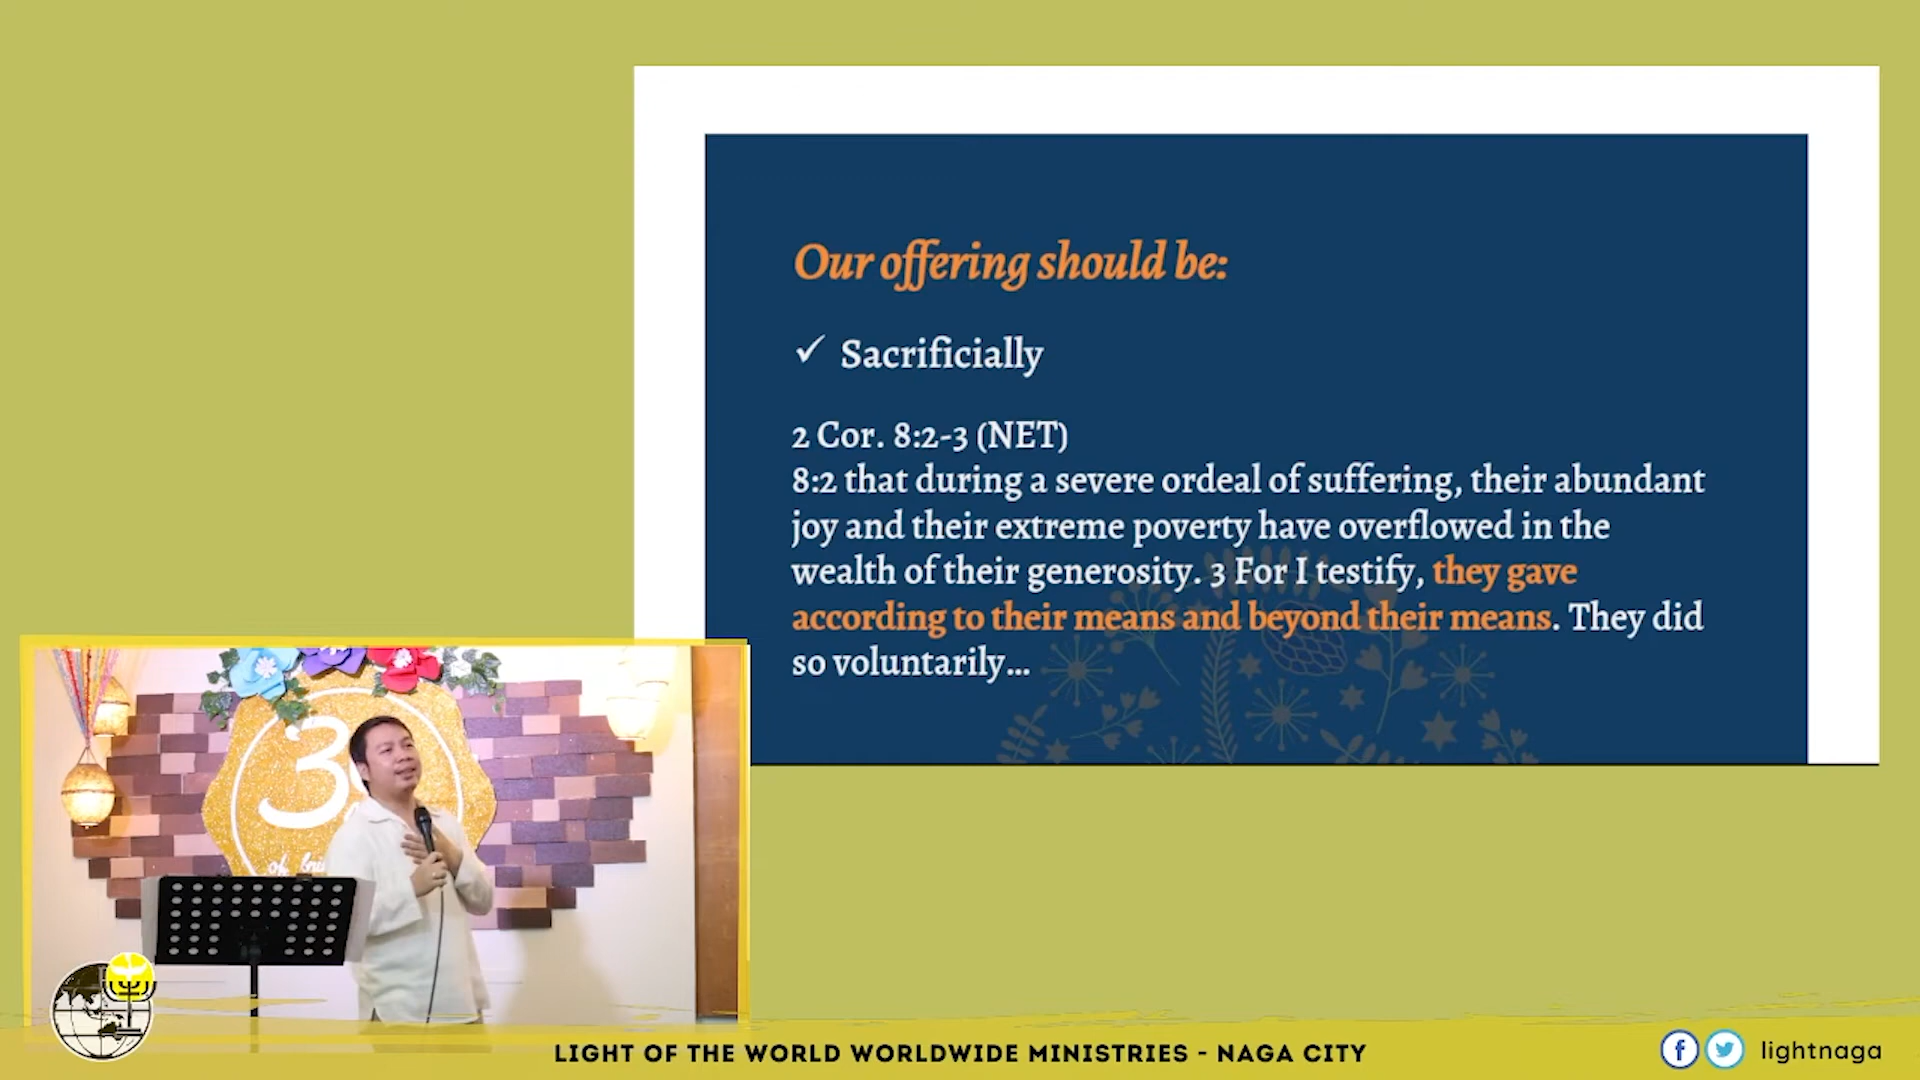 Our offering should be:
✓ Sacrificially
2 Cor. 8:2-3 (NET)
8:2 that during a severe ordeal of suffering, their abundant
joy and their extreme poverty have overflowed in the
wealth of their generosity. 3 For I testify, they gave
according to their means and beyond their means. They did
so voluntarily...
3
of
LIGHT OF THE WORLD WORLDWIDE MINISTRIES - NAGA CITY
lightnaga